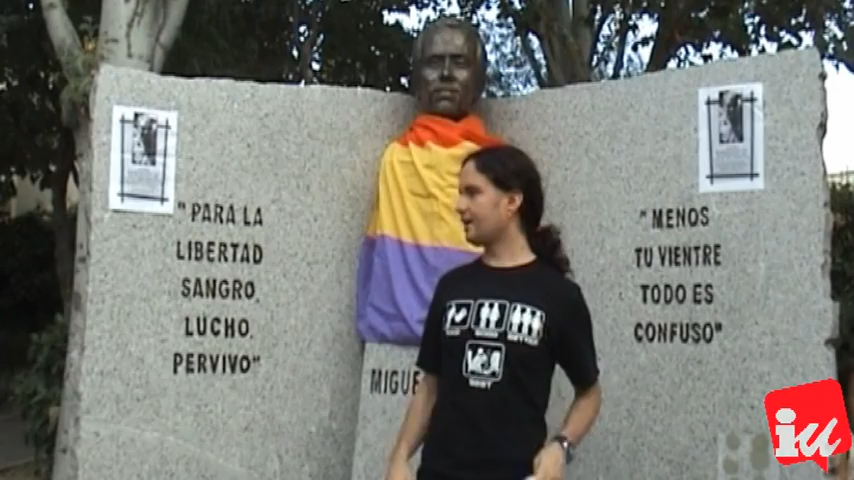 "PARA LA
LIBERTAD
SANGRO,
LUCHO,
PERVIVO"
"MENOS
TU VIENTRE
TODO ES
CONFUSO"
MIGUE
iu